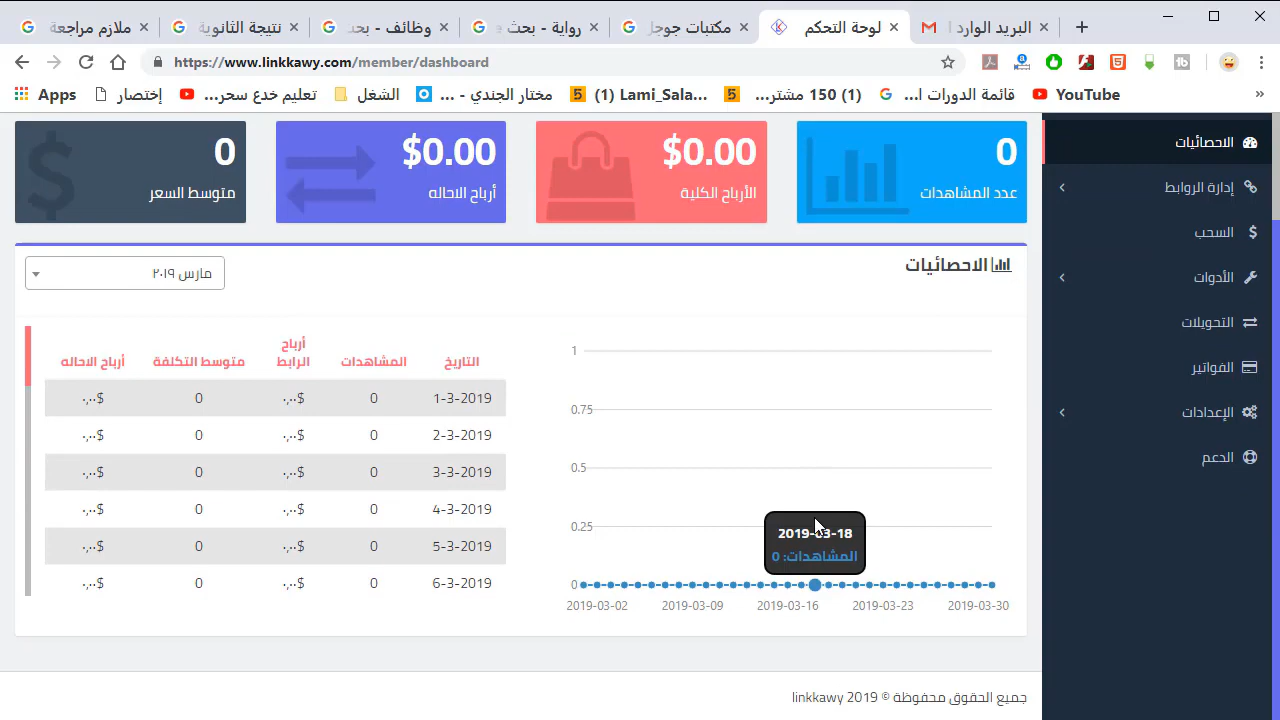 ملازم مراجعة
نتيجة الثانوية
وظائف - بحث
رواية - بحث
مكتبات جوجل
لوحة التحكم
البريد الوارد
https://www.linkkawy.com/member/dashboard
Apps
إختصار
تعليم خدع سحر...
الشغل
مختار الجندي - ...
(1) Lami_Sala...
(1) 150 مشتر...
قائمة الدورات ا...
YouTube
الاحصائيات
إدارة الروابط
السحب
الأدوات
التحويلات
الفواتير
الإعدادات
الدعم
0
عدد المشاهدات
$0.00
الأرباح الكلية
$0.00
أرباح الاحاله
0
متوسط السعر
الاحصائيات
مارس ٢٠١٩
1
0.75
0.5
0.25
0
2019-03-18
المشاهدات: 0
2019-03-02 2019-03-09 2019-03-16 2019-03-23 2019-03-30
التاريخ المشاهدات أرباح الرابط متوسط التكلفة أرباح الاحاله
1-3-2019 0 ٠,٠٠$ 0 ٠,٠٠$
2-3-2019 0 ٠,٠٠$ 0 ٠,٠٠$
3-3-2019 0 ٠,٠٠$ 0 ٠,٠٠$
4-3-2019 0 ٠,٠٠$ 0 ٠,٠٠$
5-3-2019 0 ٠,٠٠$ 0 ٠,٠٠$
6-3-2019 0 ٠,٠٠$ 0 ٠,٠٠$
جميع الحقوق محفوظة © 2019 linkkawy